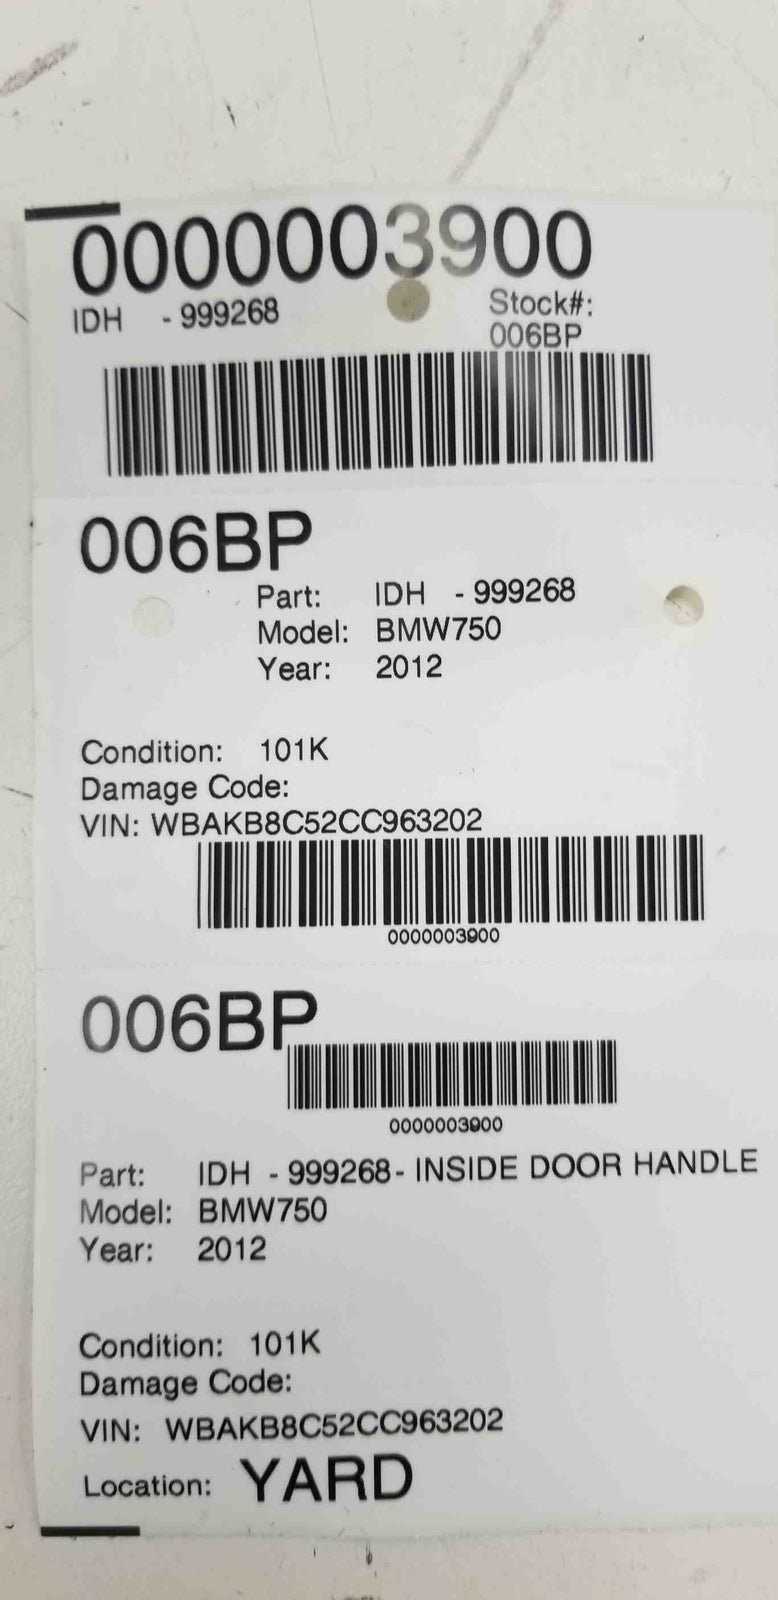 0000003900
IDH - 999268
Stock#:
006BP
006BP
Part: IDH - 999268
Model: BMW750
Year: 2012
Condition: 101K
Damage Code:
VIN: WBAKB8C52CC963202
0000003900
006BP
0000003900
Part: IDH - 999268- INSIDE DOOR HANDLE
Model: BMW750
Year: 2012
Condition: 101K
Damage Code:
VIN: WBAKB8C52CC963202
Location: YARD